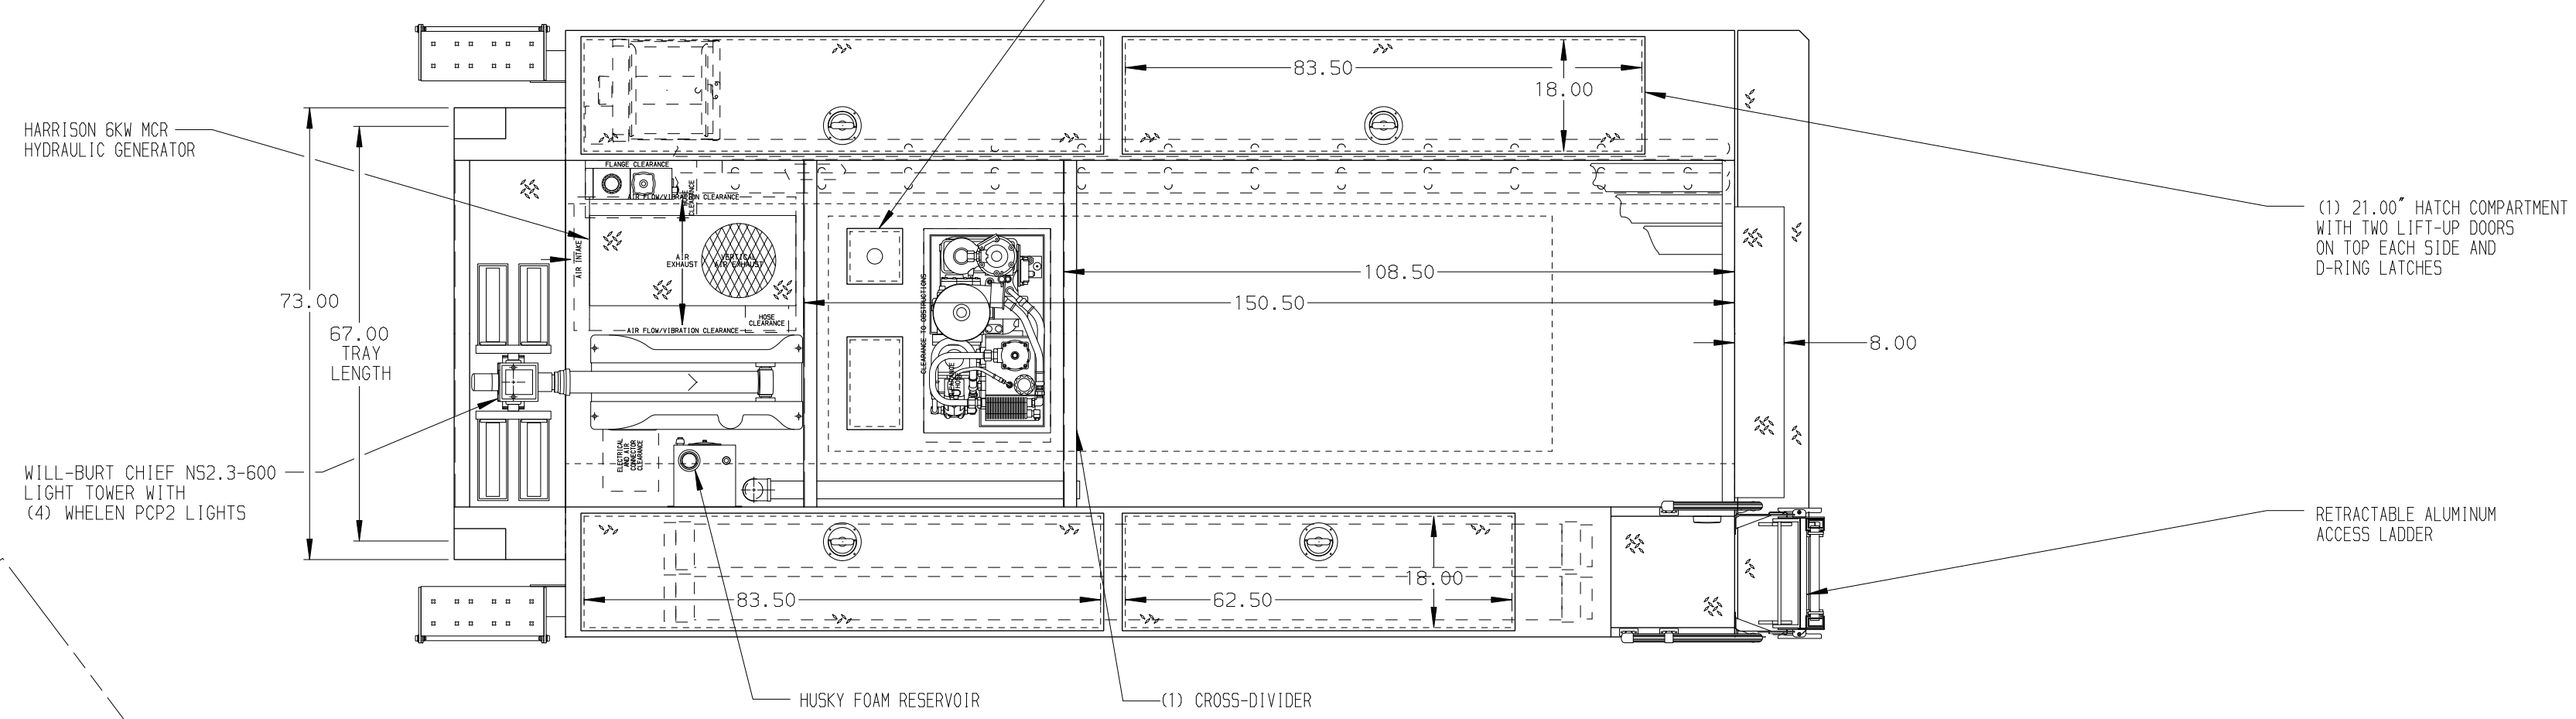 83.50
18.00
HARRISON 6KW MCR
HYDRAULIC GENERATOR
FLANGE CLEARANCE
CLEARANCE
AIR FLOW/VIBRATION CLEARANCE
AIR INTAKE
AIR
EXHAUST
VERTICAL
AIR EXHAUST
HOSE
CLEARANCE
AIR FLOW/VIBRATION CLEARANCE
CLEARANCE TO OBSTRUCTIONS
(1) 21.00" HATCH COMPARTMENT
WITH TWO LIFT-UP DOORS
ON TOP EACH SIDE AND
D-RING LATCHES
108.50
150.50
73.00
67.00
TRAY
LENGTH
8.00
ELECTRICAL
AND AIR
CONNECTOR
CLEARANCE
WILL-BURT CHIEF NS2.3-600
LIGHT TOWER WITH
(4) WHELEN PCP2 LIGHTS
RETRACTABLE ALUMINUM
ACCESS LADDER
18.00
83.50
62.50
HUSKY FOAM RESERVOIR
(1) CROSS-DIVIDER